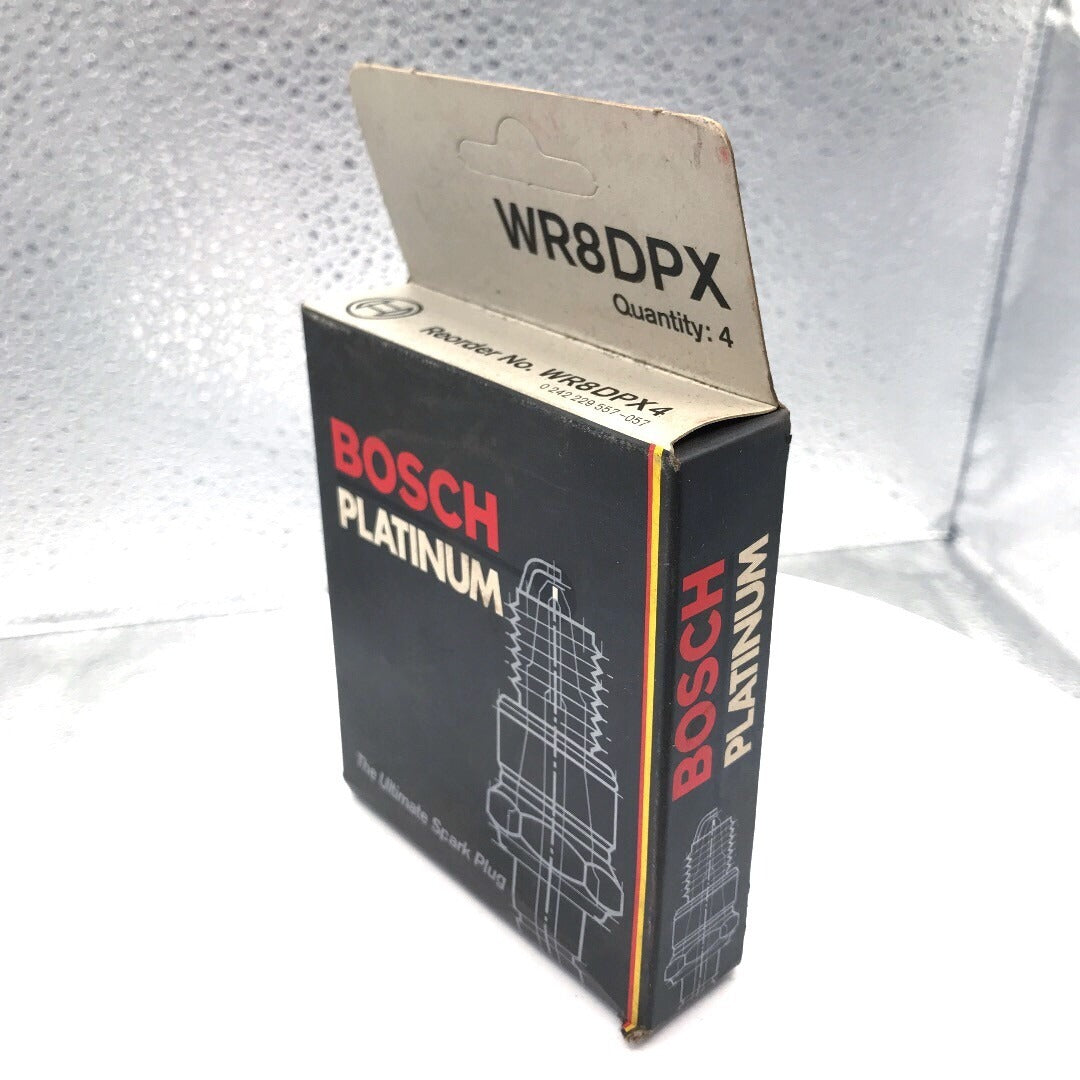 WR8DPX
Quantity: 4
Reorder No. WR8DPX4
0 242 229 557-057
BOSCH
PLATINUM
The Ultimate Spark Plug
BOSCH
PLATINUM